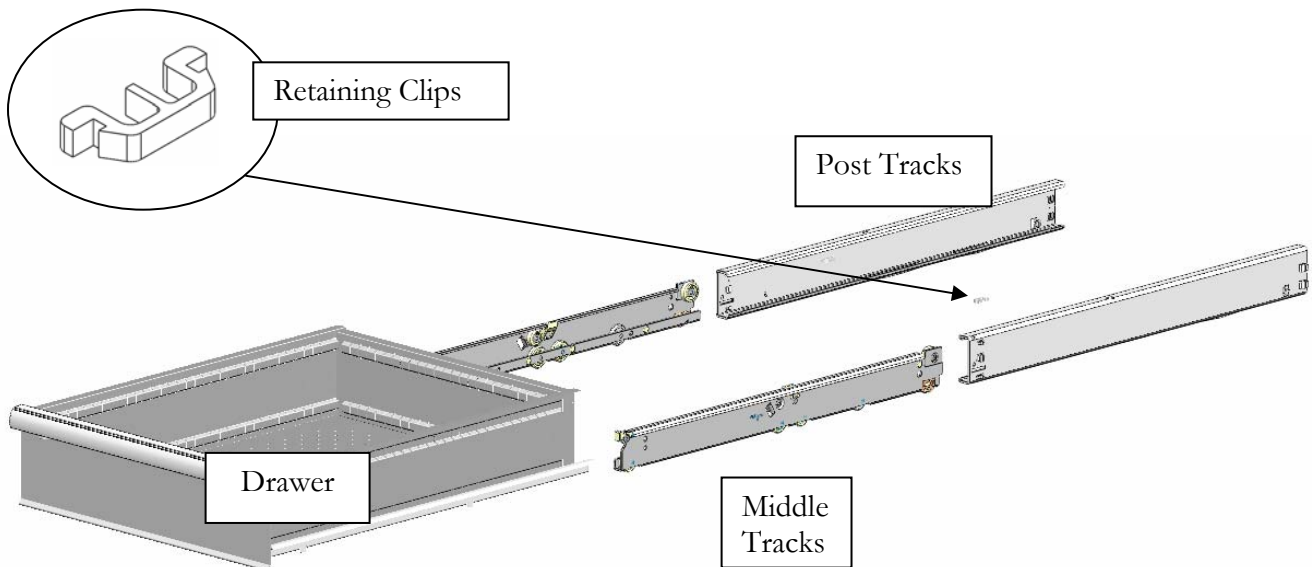 Retaining Clips
Post Tracks
Drawer
Middle
Tracks